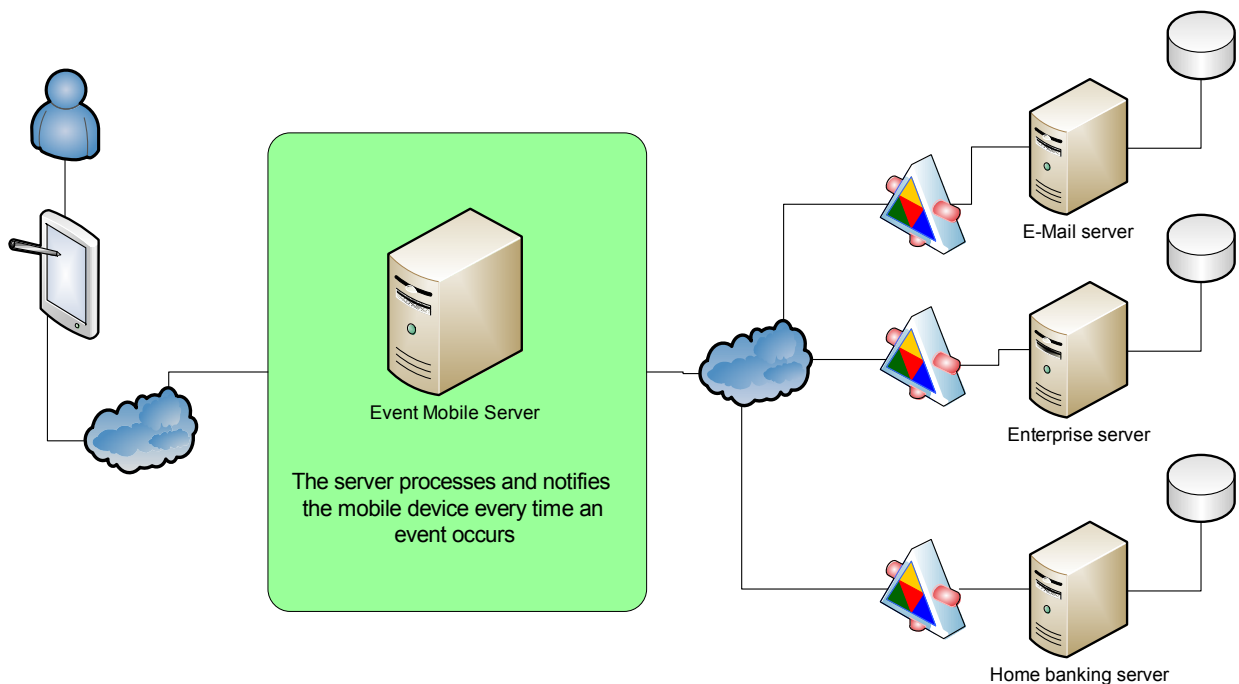 E-Mail server
Event Mobile Server
Enterprise server
The server processes and notifies
the mobile device every time an
event occurs
Home banking server